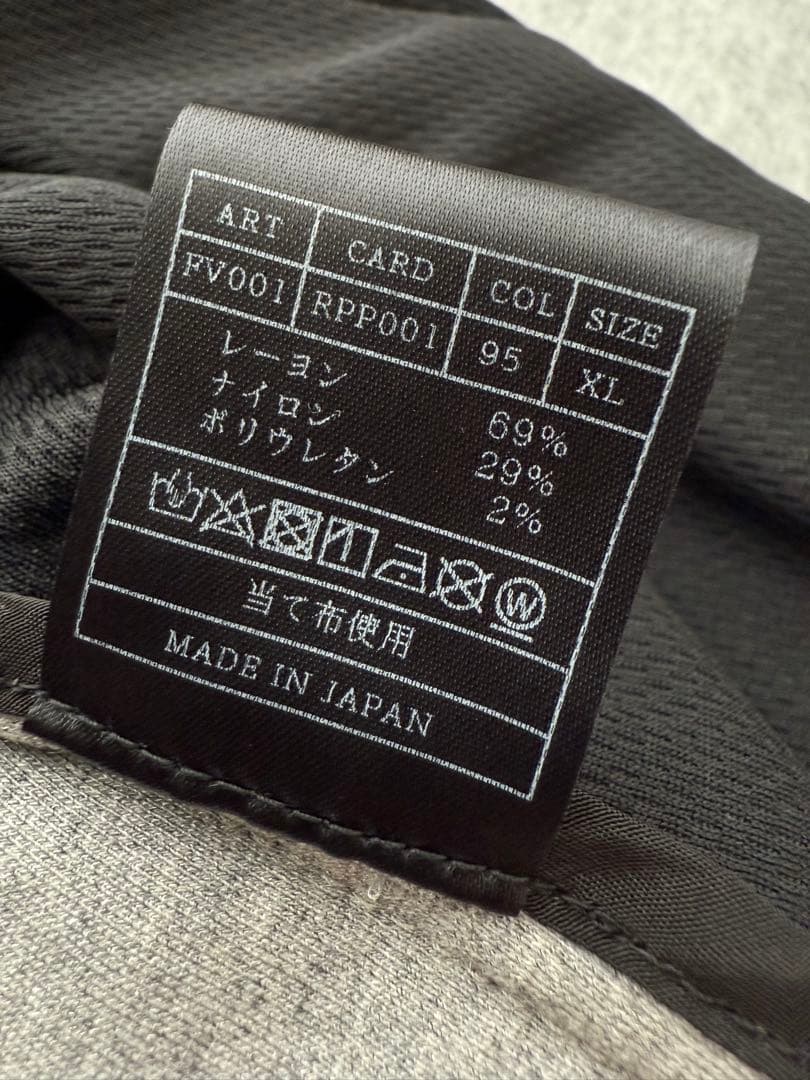 ART CARD COL SIZE
FV001 RPP001 95 XL
レーヨン 69%
ナイロン 29%
ポリウレタン 2%
W
当て布使用
MADE IN JAPAN